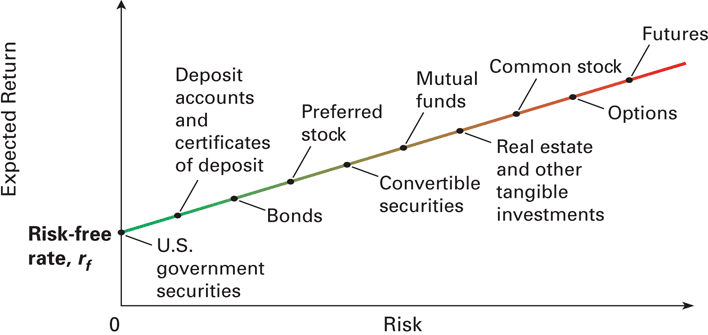 Expected Return
Futures
Common stock
Deposit
accounts
and
certificates
of deposit
Mutual
funds
Preferred
stock
Options
Real estate
and other
tangible
investments
Convertible
securities
Bonds
Risk-free
rate, rf
U.S.
government
securities
0
Risk